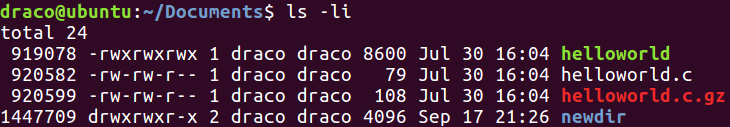 draco@ubuntu:~/Documents$ ls -li
total 24
 919078 -rwxrwxrwx 1 draco draco 8600 Jul 30 16:04 helloworld
 920582 -rw-rw-r-- 1 draco draco   79 Jul 30 16:04 helloworld.c
 920599 -rw-rw-r-- 1 draco draco  108 Jul 30 16:04 helloworld.c.gz
1447709 drwxrwxr-x 2 draco draco 4096 Sep 17 21:26 newdir